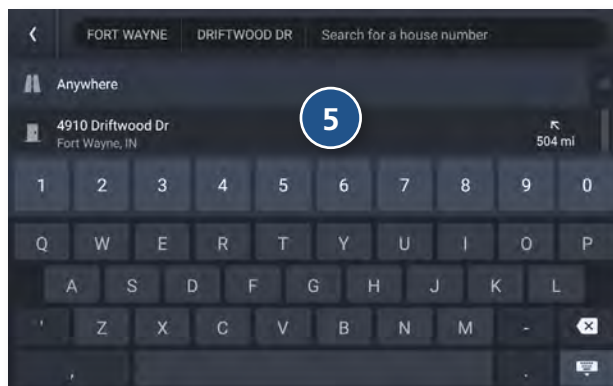 FORT WAYNE DRIFTWOOD DR Search for a house number
Anywhere
4910 Driftwood Dr
Fort Wayne, IN
504 mi
5
1 2 3 4 5 6 7 8 9 0
Q W E R T Y U I O P
A S D F G H J K L
' Z X C V B N M -
, .